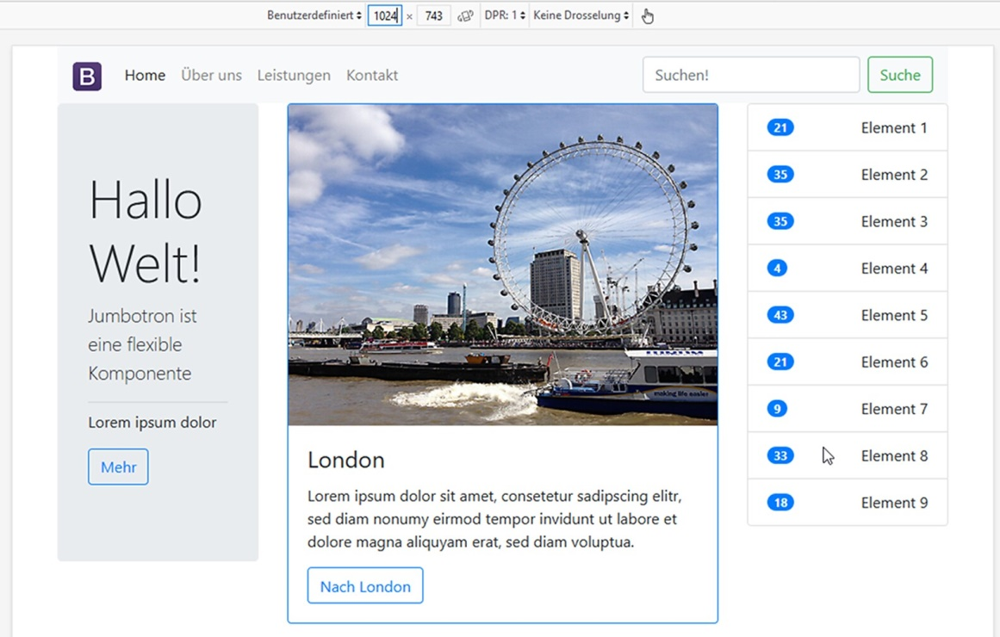 Benutzerdefiniert 1024 × 743 DPR: 1 Keine Drosselung
B Home Über uns Leistungen Kontakt Suchen! Suche
Hallo
Welt!
Jumbotron ist
eine flexible
Komponente
Lorem ipsum dolor
Mehr
making life easier
London
Lorem ipsum dolor sit amet, consetetur sadipscing elitr,
sed diam nonumy eirmod tempor invidunt ut labore et
dolore magna aliquyam erat, sed diam voluptua.
Nach London
21 Element 1
35 Element 2
35 Element 3
4 Element 4
43 Element 5
21 Element 6
9 Element 7
33 Element 8
18 Element 9